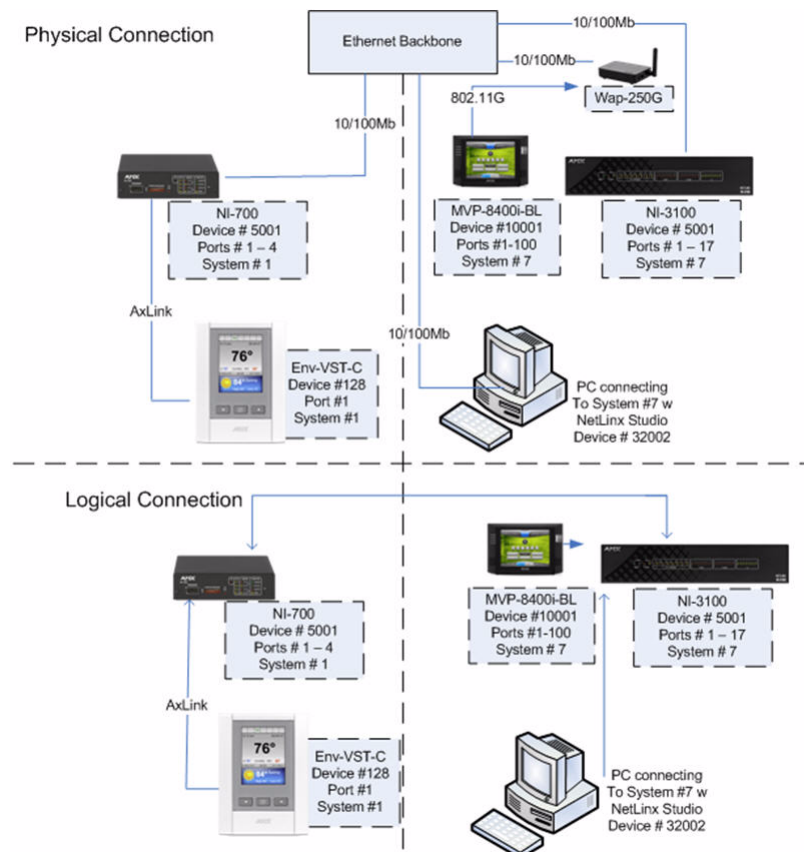 Physical Connection
Ethernet Backbone
10/100Mb
10/100Mb
802.11G
Wap-250G
10/100Mb
NI-700
Device # 5001
Ports # 1 – 4
System # 1
MVP-8400i-BL
Device #10001
Ports #1-100
System # 7
NI-3100
Device # 5001
Ports # 1 – 17
System # 7
AxLink
10/100Mb
76°
Env-VST-C
Device #128
Port #1
System #1
PC connecting
To System #7 w
NetLinx Studio
Device # 32002
Logical Connection
NI-700
Device # 5001
Ports # 1 – 4
System # 1
MVP-8400i-BL
Device #10001
Ports #1-100
System # 7
NI-3100
Device # 5001
Ports # 1 – 17
System # 7
AxLink
76°
Env-VST-C
Device #128
Port #1
System #1
PC connecting
To System #7 w
NetLinx Studio
Device # 32002